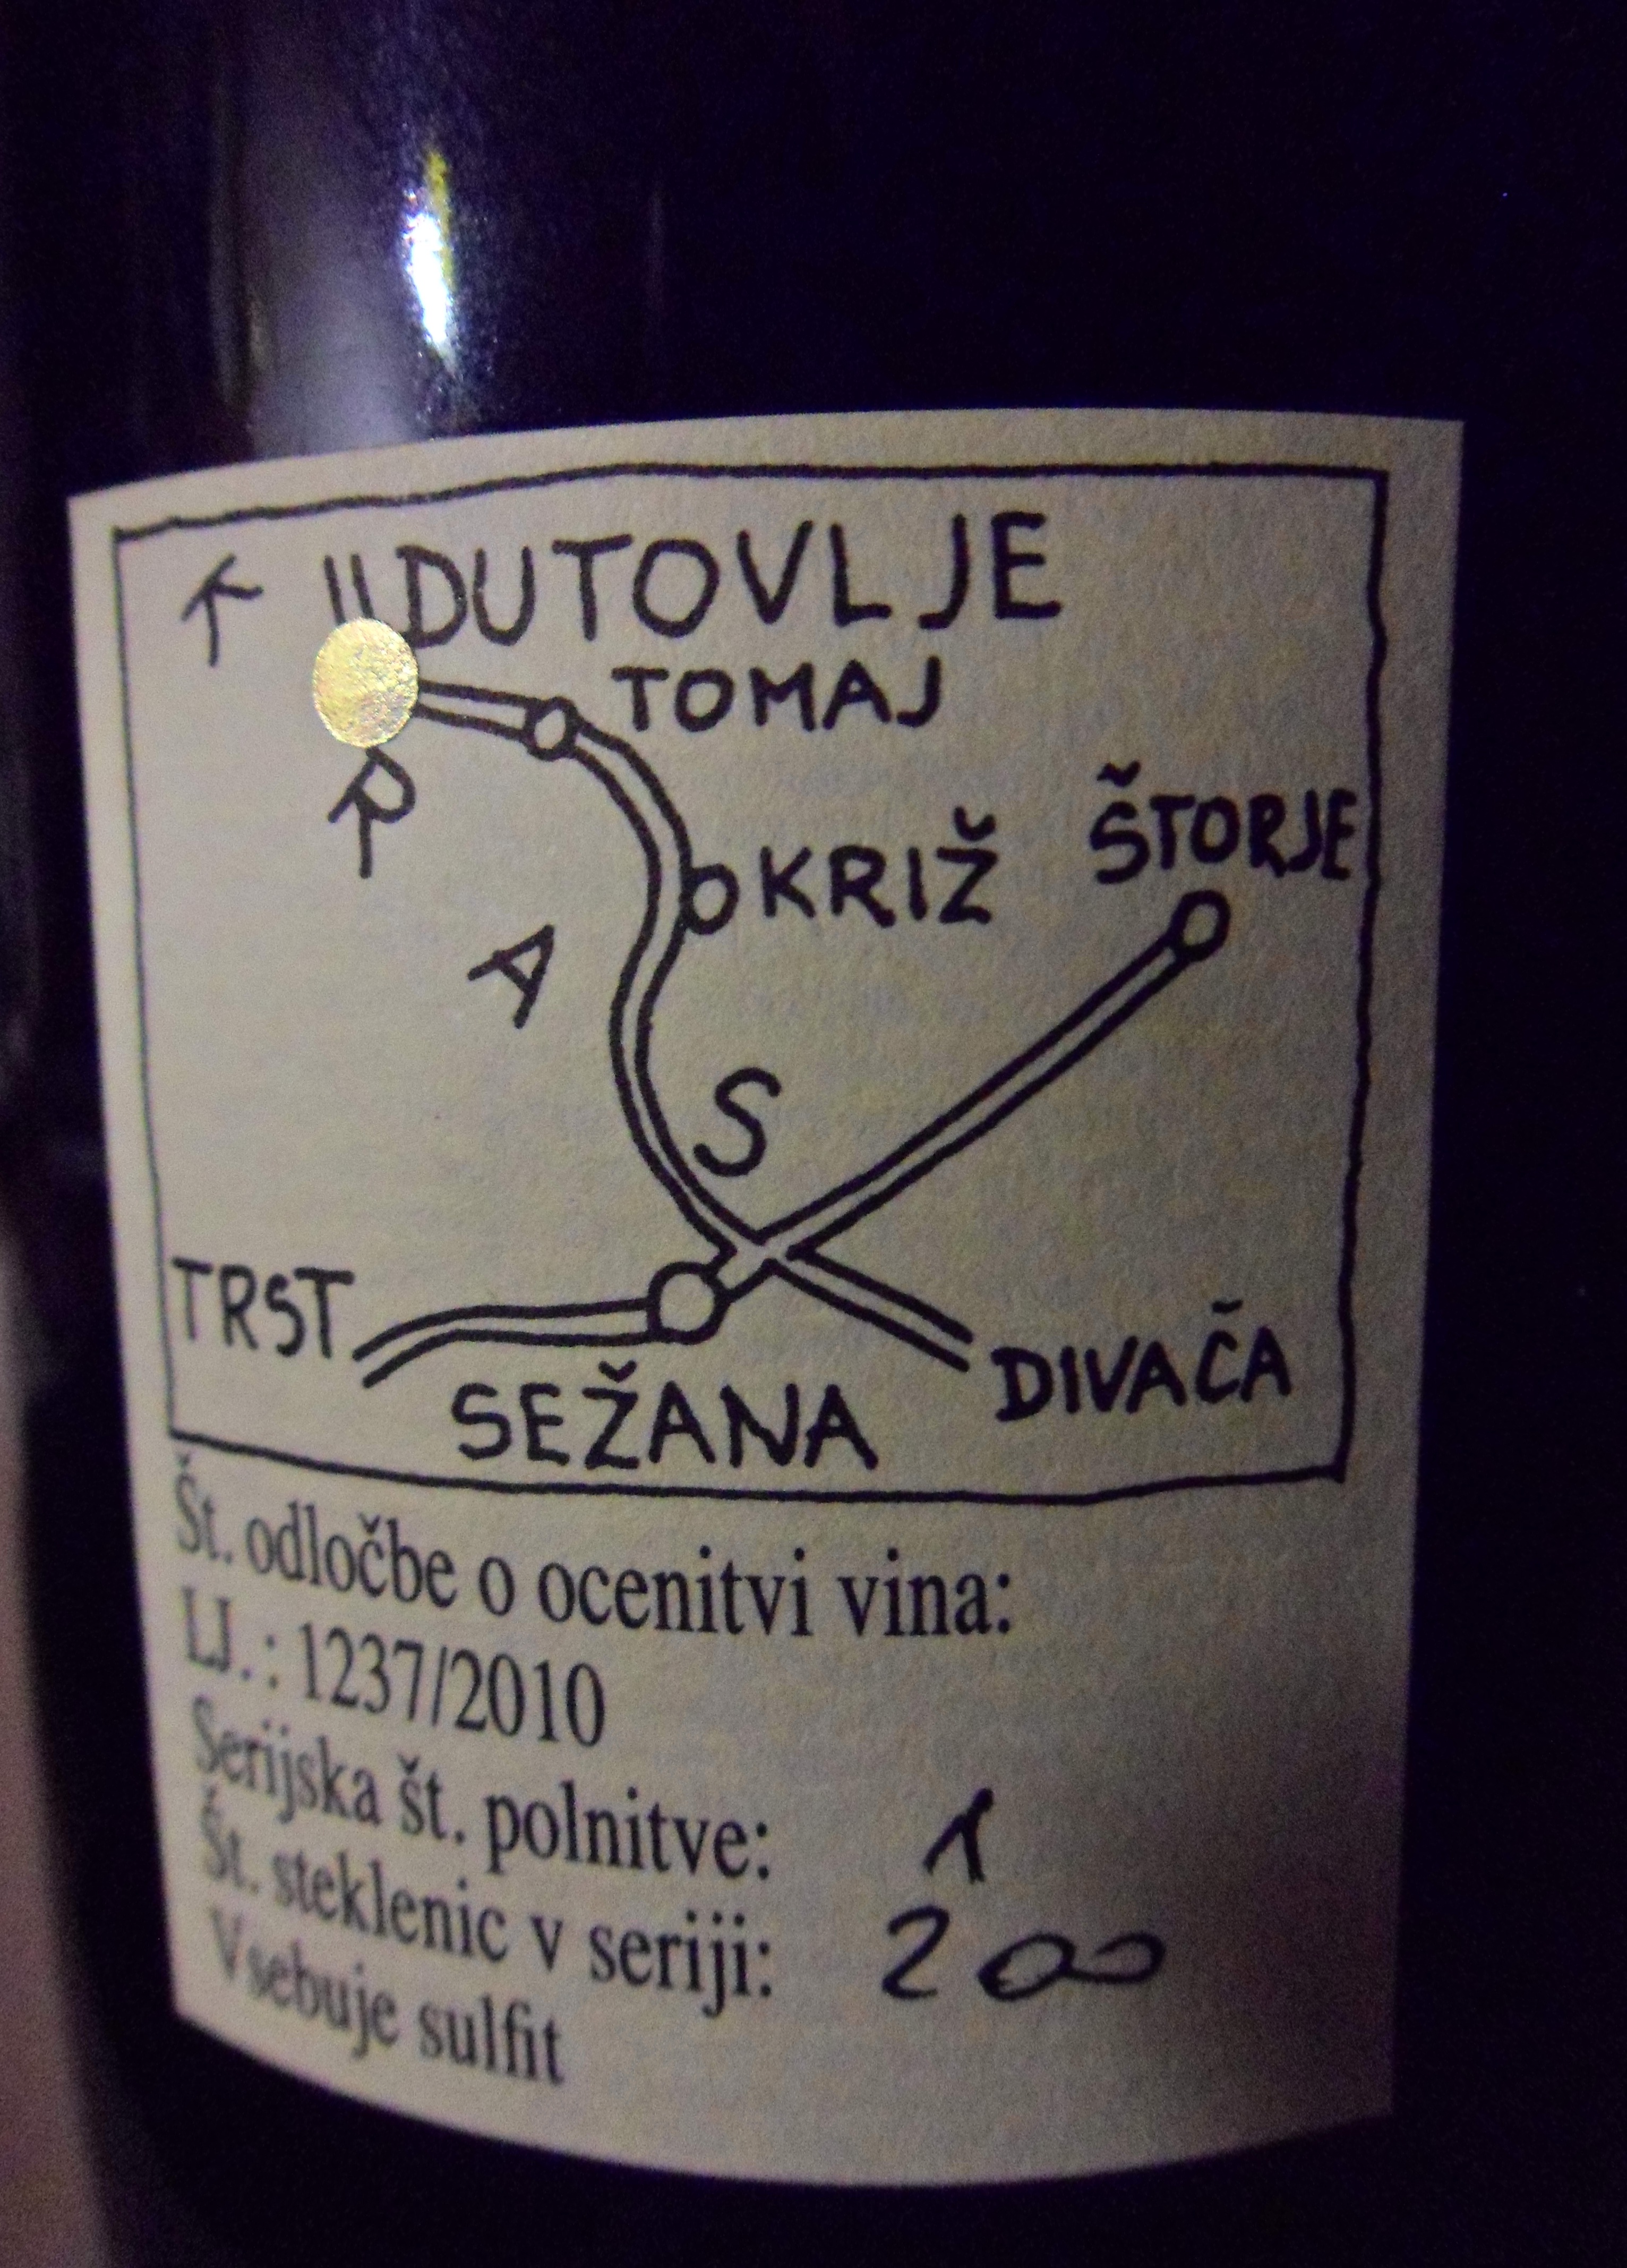 DUTOVLJE
TOMAJ
ŠTORJE
KRIŽ
K
R
A
S
TRST
SEŽANA
DIVAČA
Št. odločbe o ocenitvi vina:
LJ.: 1237/2010
Serijska št. polnitve: 1
Št. steklenic v seriji: 200
Vsebuje sulfit